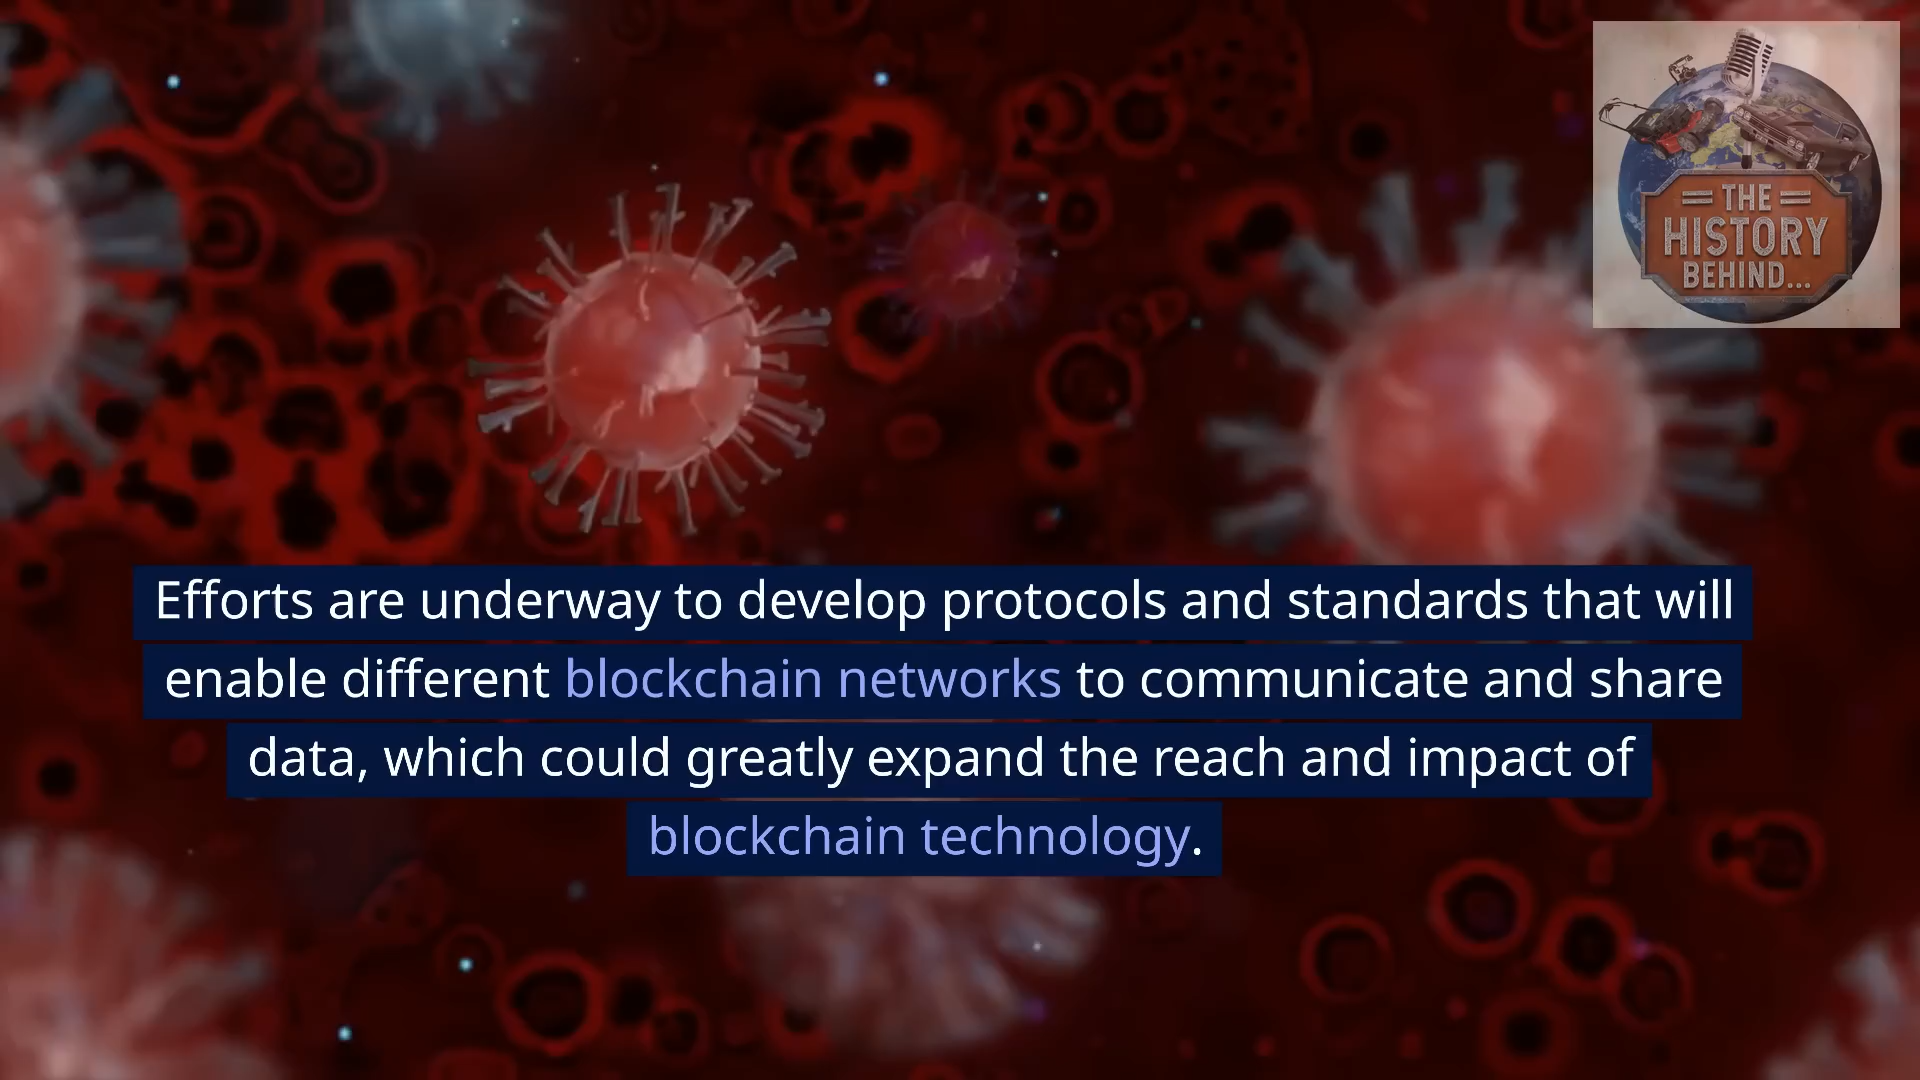 THE
HISTORY
BEHIND...
Efforts are underway to develop protocols and standards that will
enable different blockchain networks to communicate and share
data, which could greatly expand the reach and impact of
blockchain technology.